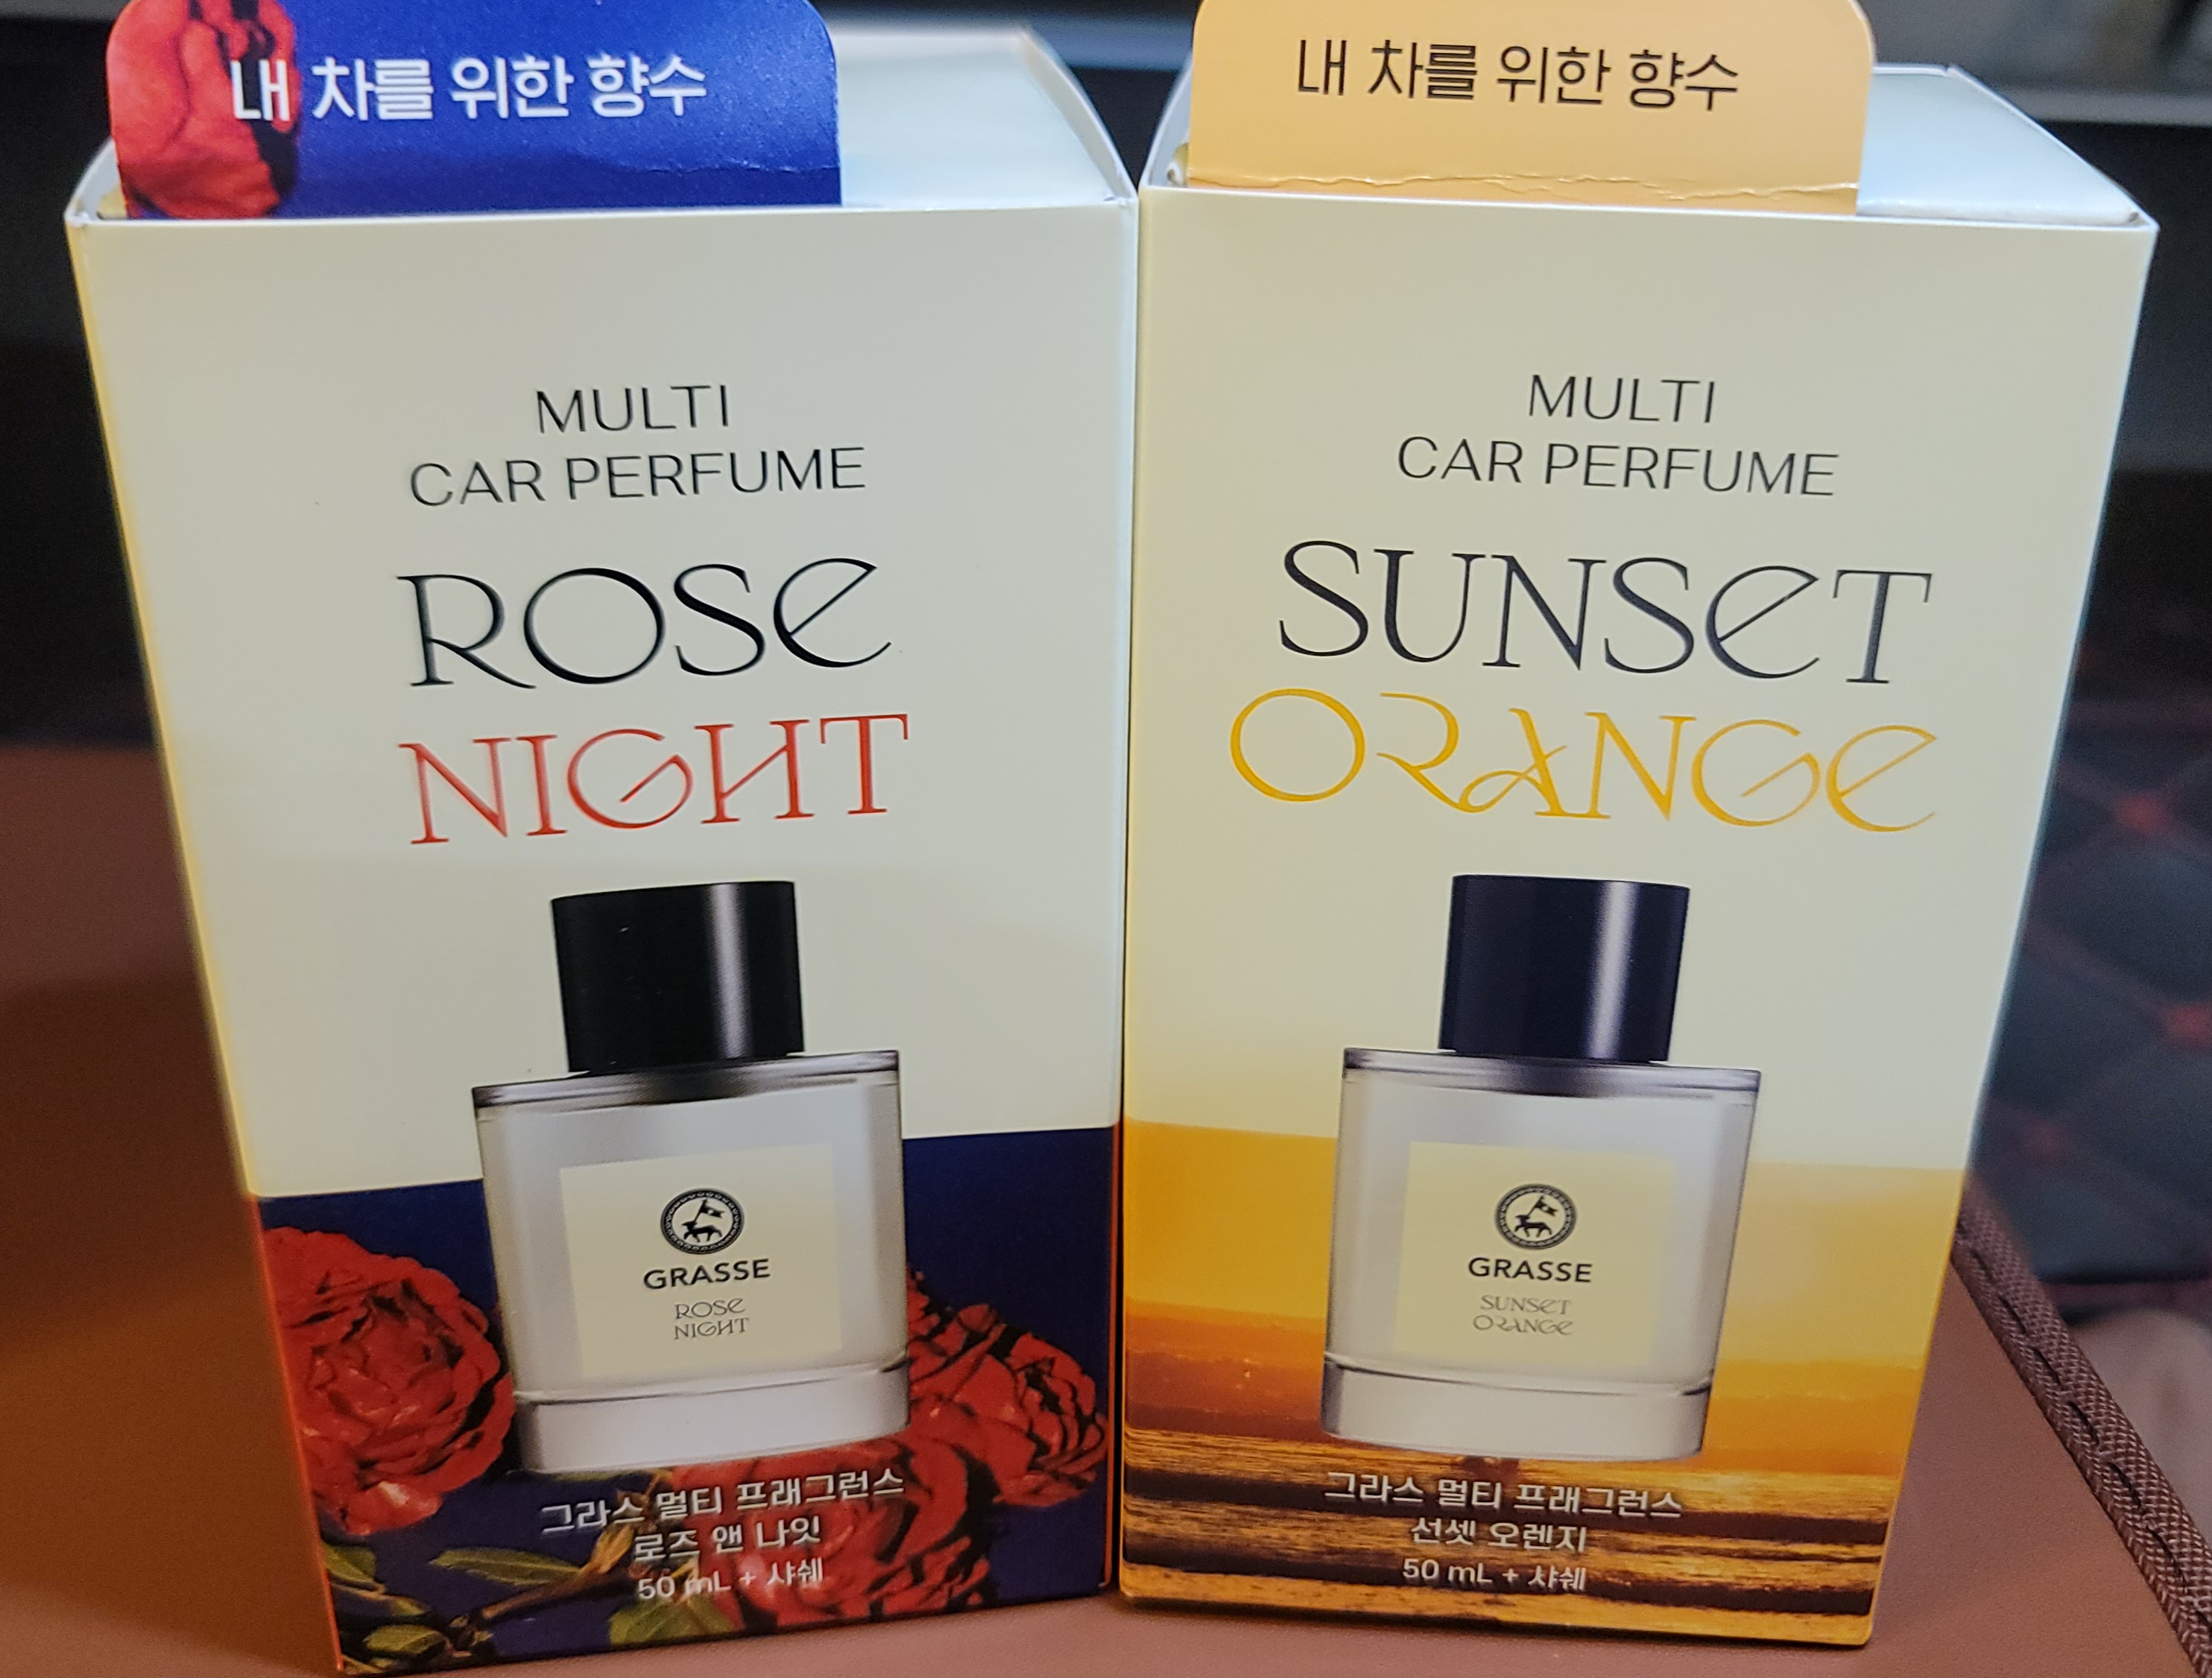 내 차를 위한 향수
MULTI
CAR PERFUME
ROSE
NIGHT
GRASSE
ROSE
NIGHT
그라스 멀티 프래그런스
로즈 앤 나잇
50 mL + 샤쉐
내 차를 위한 향수
MULTI
CAR PERFUME
SUNSET
ORANGE
GRASSE
SUNSET
ORANGE
그라스 멀티 프래그런스
선셋 오렌지
50 mL + 샤쉐